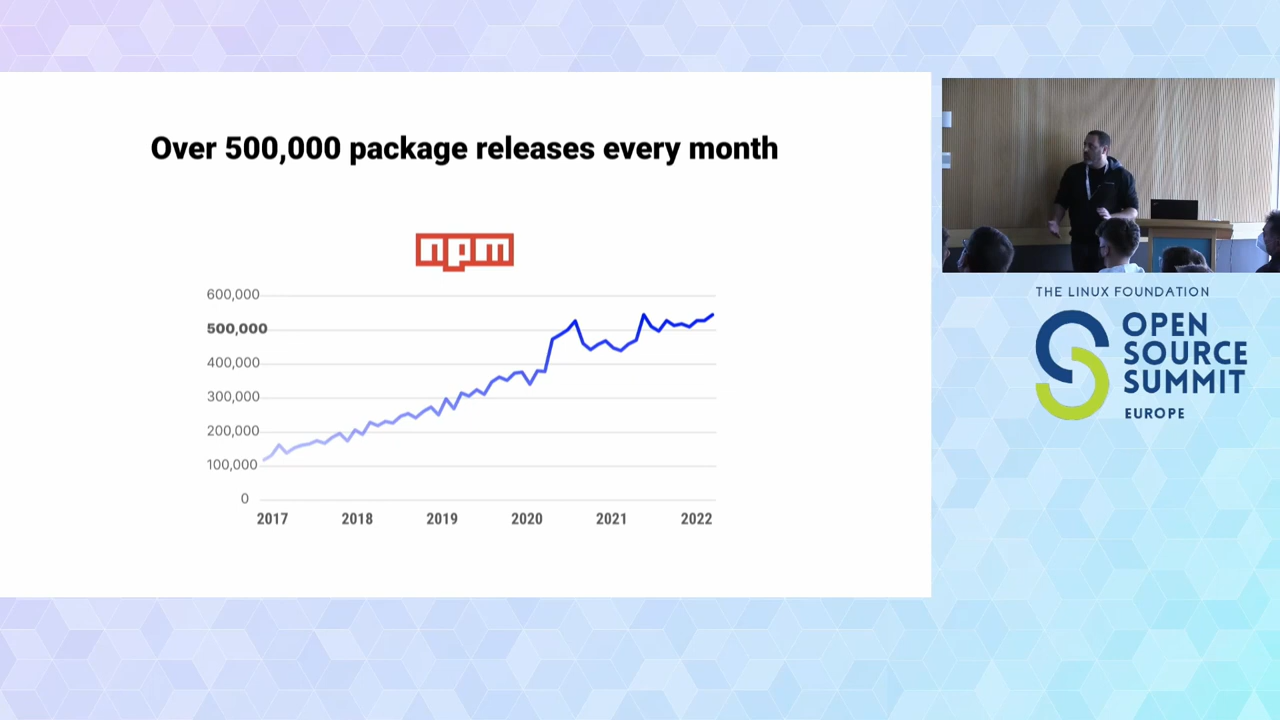 Over 500,000 package releases every month
npm
600,000
500,000
400,000
300,000
200,000
100,000
0
2017 2018 2019 2020 2021 2022
THE LINUX FOUNDATION
OPEN
SOURCE
SUMMIT
EUROPE